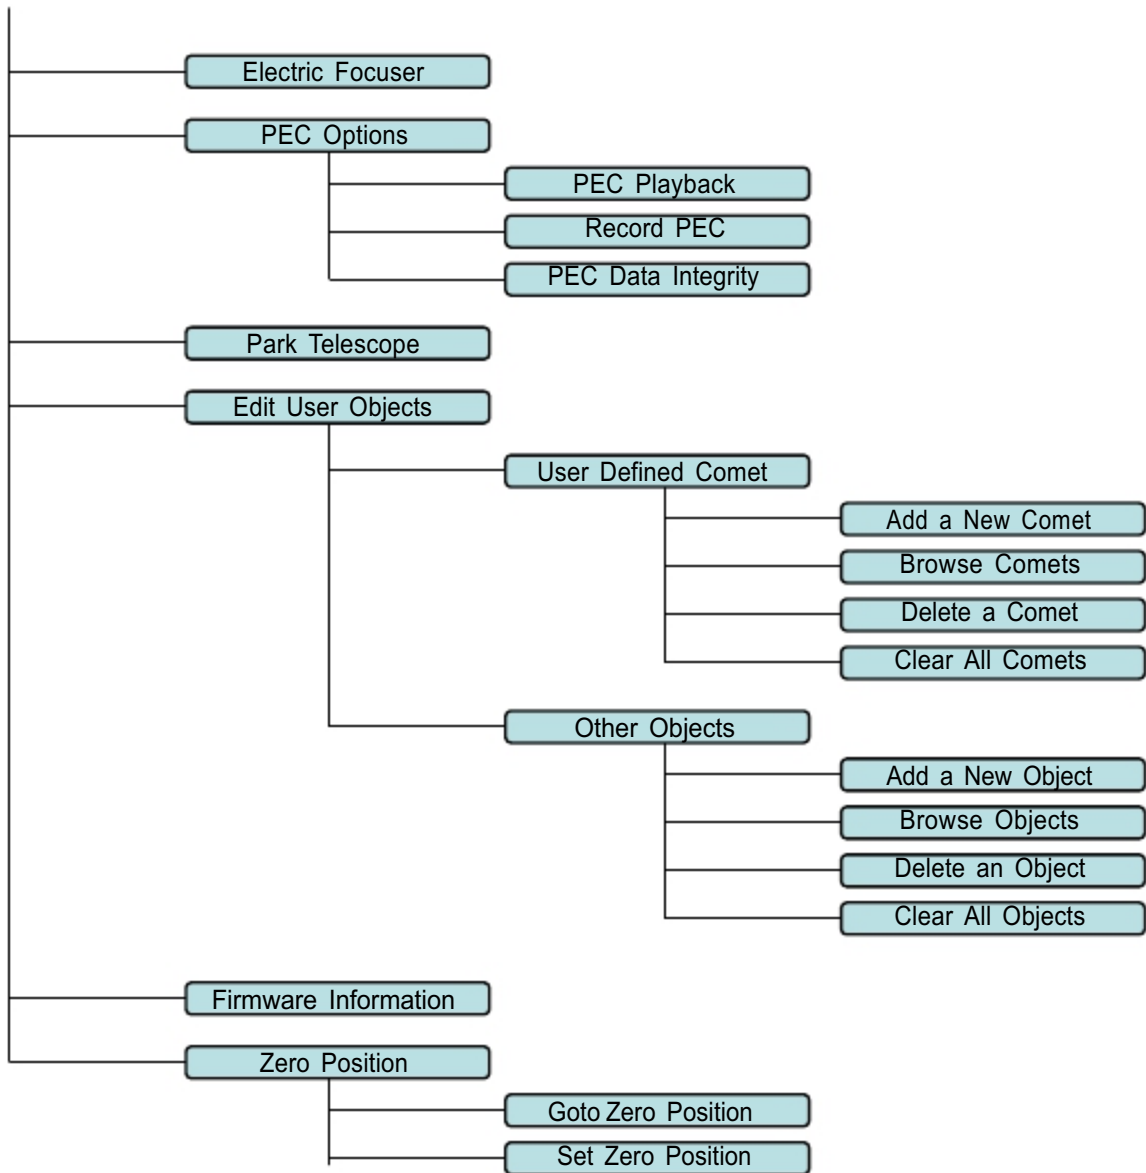 Electric Focuser
PEC Options
PEC Playback
Record PEC
PEC Data Integrity
Park Telescope
Edit User Objects
User Defined Comet
Add a New Comet
Browse Comets
Delete a Comet
Clear All Comets
Other Objects
Add a New Object
Browse Objects
Delete an Object
Clear All Objects
Firmware Information
Zero Position
Goto Zero Position
Set Zero Position